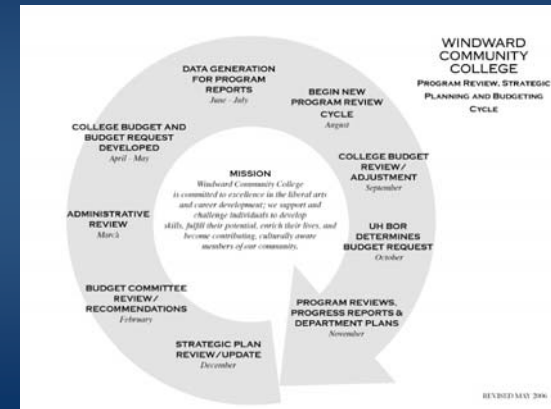 WINDWARD
COMMUNITY
COLLEGE
PROGRAM REVIEW, STRATEGIC
PLANNING AND BUDGETING
CYCLE
DATA GENERATION
FOR PROGRAM
REPORTS
June - July
BEGIN NEW
PROGRAM REVIEW
CYCLE
August
COLLEGE BUDGET
REVIEW/
ADJUSTMENT
September
UH BOR
DETERMINES
BUDGET REQUEST
October
PROGRAM REVIEWS,
PROGRESS REPORTS &
DEPARTMENT PLANS
November
STRATEGIC PLAN
REVIEW/UPDATE
December
BUDGET COMMITTEE
REVIEW/
RECOMMENDATIONS
February
ADMINISTRATIVE
REVIEW
March
COLLEGE BUDGET AND
BUDGET REQUEST
DEVELOPED
April - May
MISSION
Windward Community College
is committed to excellence in the liberal arts
and career development; we support and
challenge individuals to develop
skills, fulfill their potential, enrich their lives, and
become contributing, culturally aware
members of our community.
REVISED MAY 2006